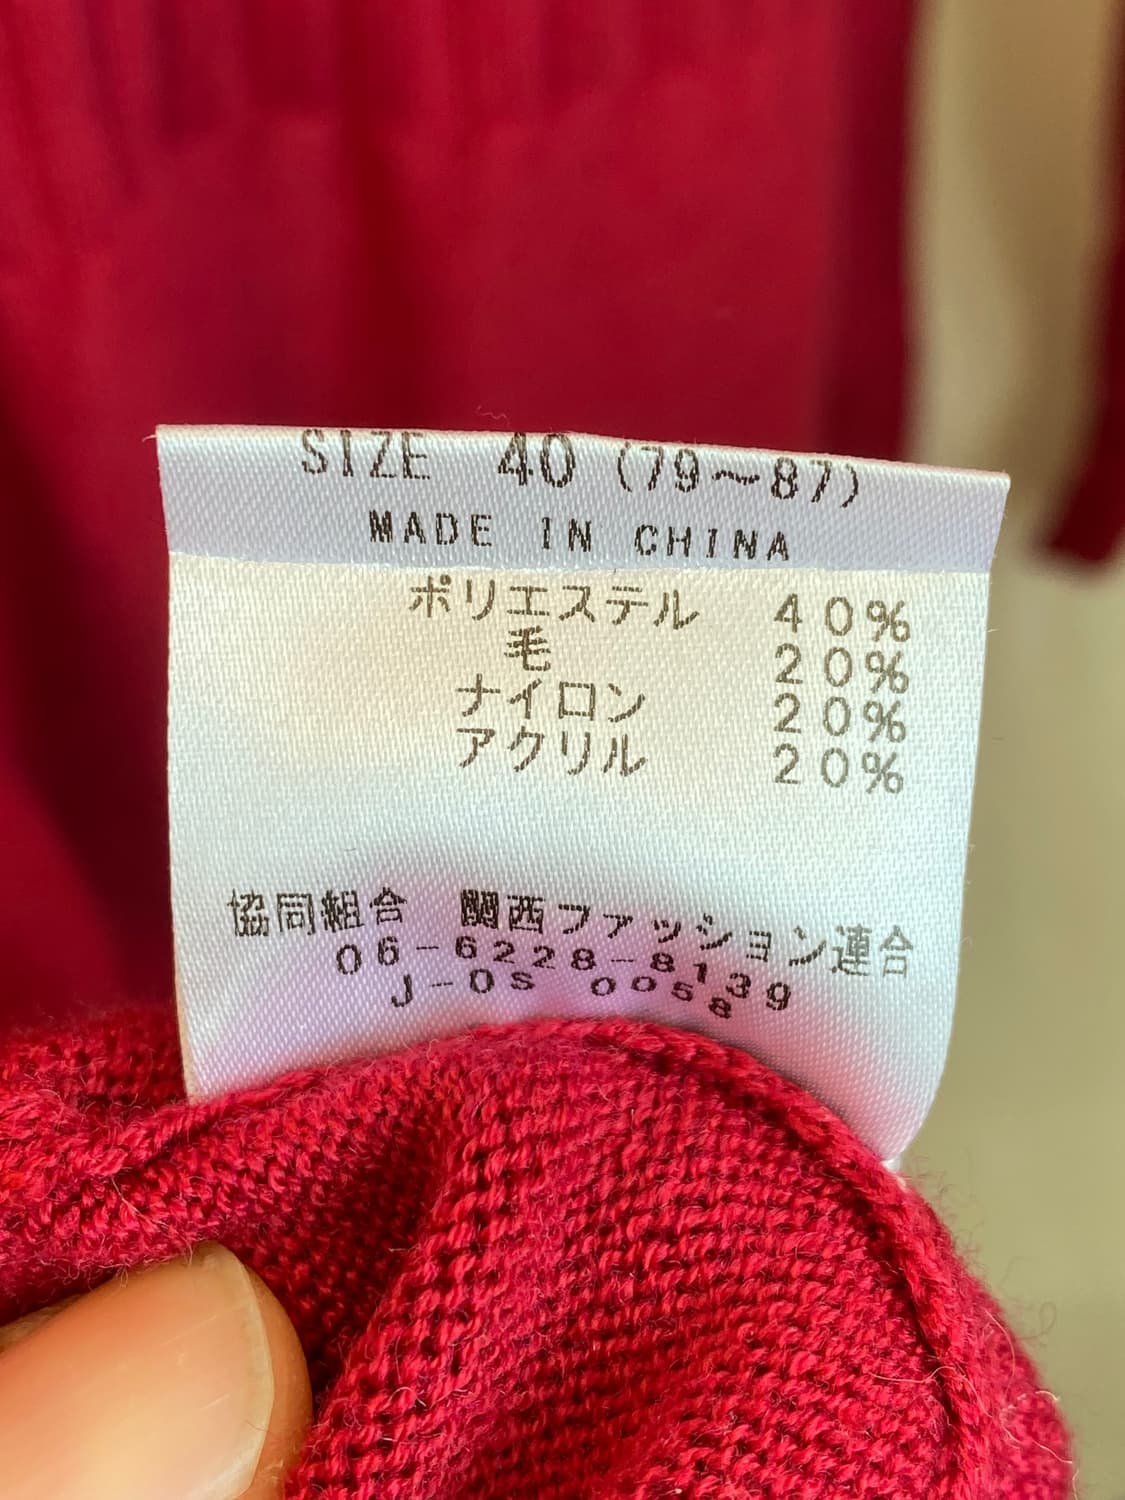 SIZE 40 (79～87)
MADE IN CHINA
ポリエステル 40%
毛 20%
ナイロン 20%
アクリル 20%
協同組合 関西ファッション連合
06-6228-8139
J-OS 0058